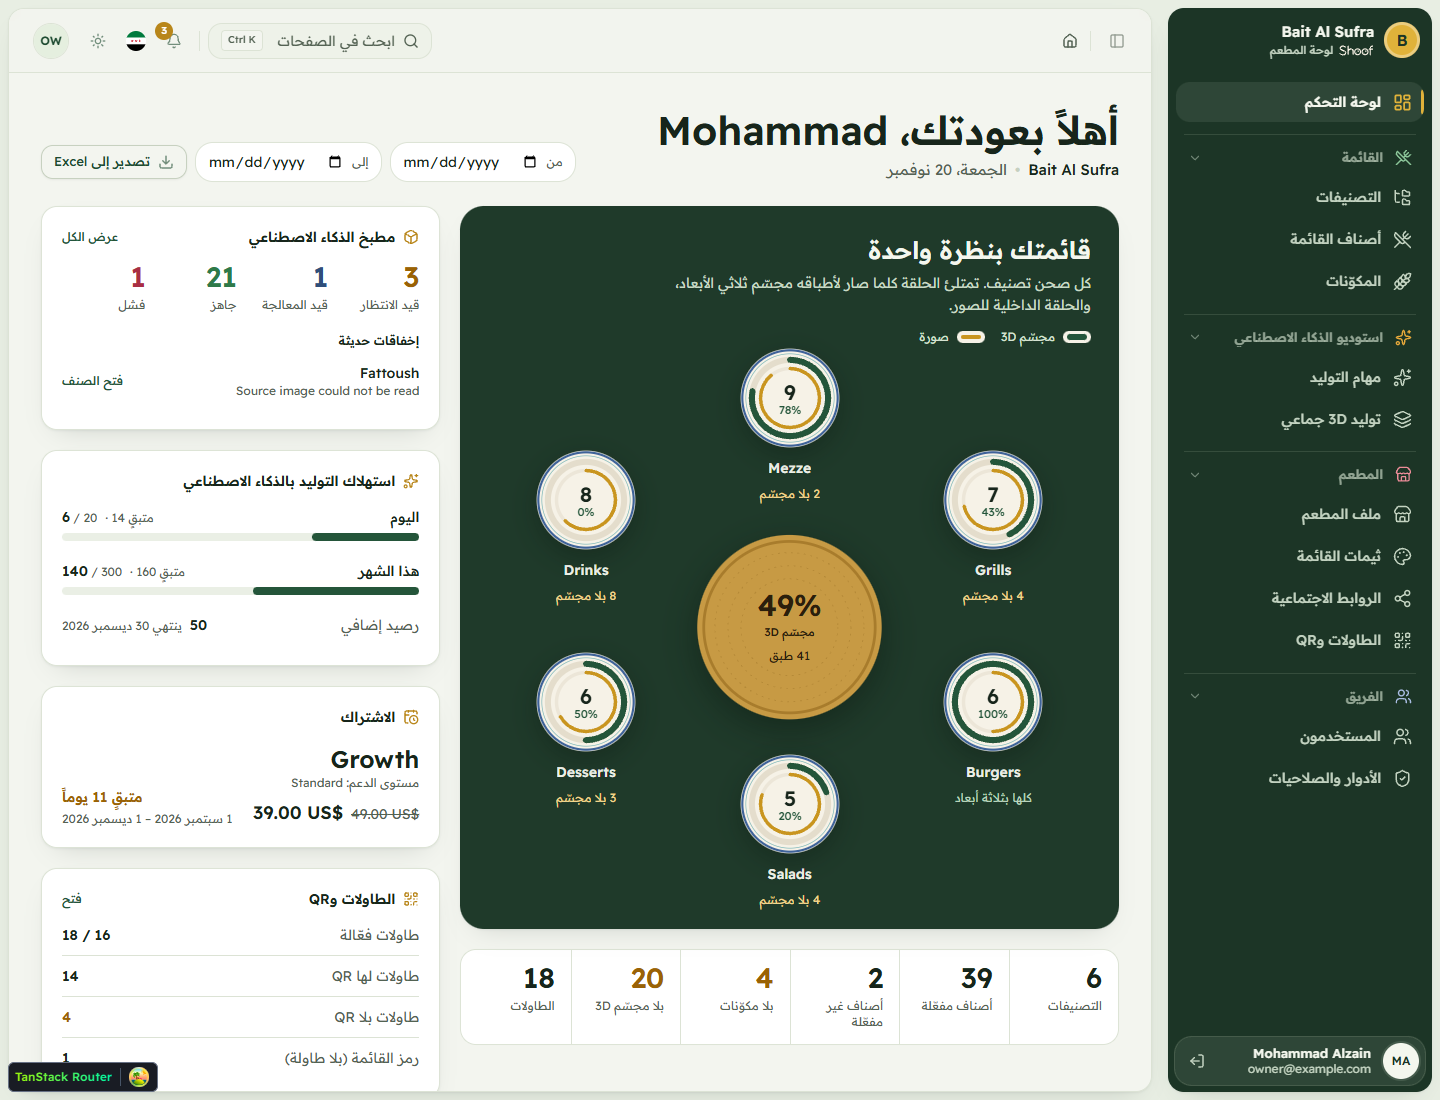 Bait Al Sufra
لوحة المطعم Shoof
B
لوحة التحكم
القائمة
التصنيفات
أصناف القائمة
المكوّنات
استوديو الذكاء الاصطناعي
مهام التوليد
توليد 3D جماعي
المطعم
ملف المطعم
ثيمات القائمة
الروابط الاجتماعية
الطاولات وQR
الفريق
المستخدمون
الأدوار والصلاحيات
Mohammad Alzain
owner@example.com
MA
ابحث في الصفحات
Ctrl K
3
OW
أهلاً بعودتك، Mohammad
Bait Al Sufra • الجمعة، 20 نوفمبر
من mm/dd/yyyy
إلى mm/dd/yyyy
تصدير إلى Excel
قائمتك بنظرة واحدة
كل صحن تصنيف. تمتلئ الحلقة كلما صار لأطباقه مجسّم ثلاثي الأبعاد،
والحلقة الداخلية للصور.
مجسّم 3D
صورة
9
78%
Mezze
2 بلا مجسّم
7
43%
Grills
4 بلا مجسّم
8
0%
Drinks
8 بلا مجسّم
49%
مجسّم 3D
41 طبق
6
100%
Burgers
كلها بثلاثة أبعاد
6
50%
Desserts
3 بلا مجسّم
5
20%
Salads
4 بلا مجسّم
6
التصنيفات
39
أصناف مفعّلة
2
أصناف غير
مفعّلة
4
بلا مكوّنات
20
بلا مجسّم 3D
18
الطاولات
مطبخ الذكاء الاصطناعي
عرض الكل
3
قيد الانتظار
1
قيد المعالجة
21
جاهز
1
فشل
إخفاقات حديثة
Fattoush
Source image could not be read
فتح الصنف
استهلاك التوليد بالذكاء الاصطناعي
اليوم
6 / 20 · متبقٍ 14
هذا الشهر
140 / 300 · متبقٍ 160
رصيد إضافي
50 ينتهي 30 ديسمبر 2026
الاشتراك
Growth
مستوى الدعم: Standard
39.00 US$ 49.00 US$
متبقٍ 11 يوماً
1 سبتمبر 2026 – 1 ديسمبر 2026
الطاولات وQR
فتح
طاولات فعّالة
18 / 16
طاولات لها QR
14
طاولات بلا QR
4
رمز القائمة (بلا طاولة)
1
TanStack Router